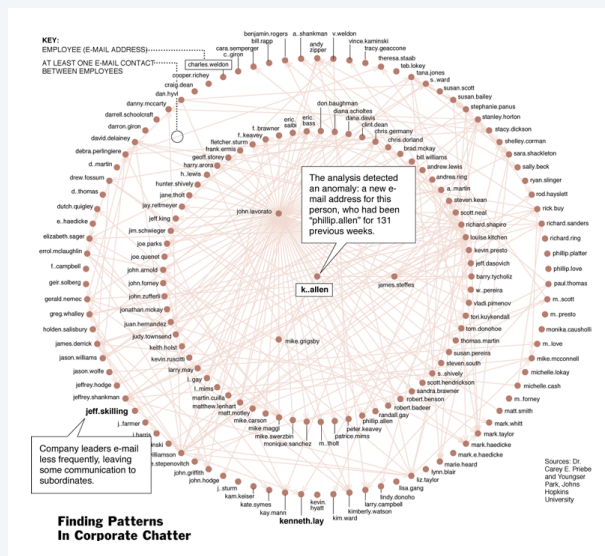 KEY:
EMPLOYEE (E-MAIL ADDRESS)
AT LEAST ONE E-MAIL CONTACT
BETWEEN EMPLOYEES
benjamin.rogers
bill.rapp
cara.semperger
c..giron
charles.weldon
cooper.richey
craig.dean
dan.hyvl
danny.mccarty
darrell.schoolcraft
darron.giron
david.delainey
debra.perlingiere
d..martin
drew.fossum
d..thomas
dutch.quigley
e..haedicke
elizabeth.sager
errol.mclaughlin
f..campbell
geir.solberg
gerald.nemec
greg.whalley
holden.salisbury
james.derrick
jason.williams
jason.wolfe
jeffrey.hodge
jeffrey.shankman
jeff.skilling
j..farmer
j.harris
john.griffith
john.hodge
j..sturm
kam.keiser
kate.symes
kay.mann
kenneth.lay
kevin.
hyatt
kim.ward
kimberly.watson
larry.campbell
lindy.donoho
lisa.gang
liz.taylor
lynn.blair
marie.heard
mark.e.haedicke
mark.haedicke
mark.taylor
mark.whitt
matt.smith
m..forney
michelle.cash
michelle.lokay
mike.mcconnell
m..love
monika.causholli
m..presto
m..scott
paul.thomas
phillip.love
phillip.platter
richard.ring
richard.sanders
rick.buy
rod.hayslett
ryan.slinger
sally.beck
sara.shackleton
shelley.corman
stacy.dickson
stanley.horton
stephanie.panus
susan.bailey
susan.scott
s..ward
tana.jones
teb.lokey
theresa.staab
tracy.geaccone
vince.kaminski
v.weldon
a..shankman
andy
zipper
eric.
bass
eric.
saibi
f..brawner
f..keavey
fletcher.sturm
frank.ermis
geoff.storey
harry.arora
h..lewis
hunter.shively
jane.tholt
jay.reitmeyer
jeff.king
jim.schwieger
joe.parks
joe.quenet
john.arnold
john.forney
john.zufferli
jonathan.mckay
juan.hernandez
judy.townsend
keith.holst
kevin.ruscitti
larry.may
l..gay
l..mims
martin.cuilla
matthew.lenhart
matt.motley
mike.carson
mike.maggi
mike.swerzbin
monique.sanchez
m..tholt
patrice.mims
peter.keavey
phillip.allen
randall.gay
robert.badeer
robert.benson
sandra.brawner
scott.hendrickson
s..shively
steven.south
susan.pereira
thomas.martin
tom.donohoe
tori.kuykendall
vladi.pimenov
w..pereira
barry.tycholiz
jeff.dasovich
kevin.presto
louise.kitchen
richard.shapiro
scott.neal
steven.kean
a..martin
andrea.ring
andrew.lewis
bill.williams
brad.mckay
chris.dorland
chris.germany
clint.dean
dana.davis
diana.scholtes
don.baughman
john.lavorato
The analysis detected
an anomaly: a new e-
mail address for this
person, who had been
“phillip.allen” for 131
previous weeks.
k..allen
james.steffes
mike.grigsby
Company leaders e-mail
less frequently, leaving
some communication to
subordinates.
Sources: Dr.
Carey E. Priebe
and Youngser
Park, Johns
Hopkins
University
Finding Patterns
In Corporate Chatter